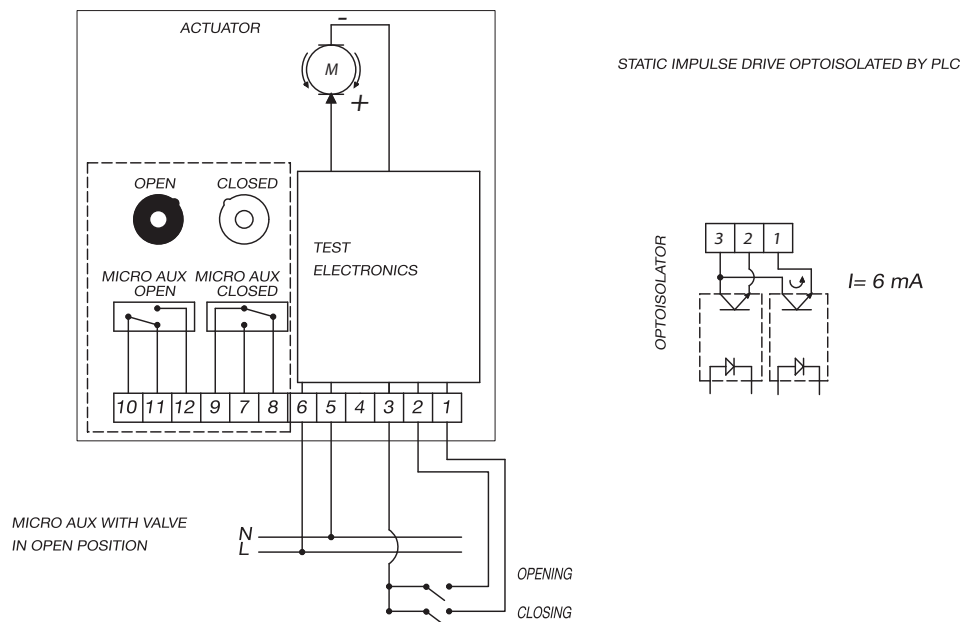 ACTUATOR
-
M
+
STATIC IMPULSE DRIVE OPTOISOLATED BY PLC
OPEN CLOSED
TEST
ELECTRONICS
MICRO AUX MICRO AUX
OPEN CLOSED
10 11 12 9 7 8 6 5 4 3 2 1
OPTOISOLATOR
3 2 1
I= 6 mA
MICRO AUX WITH VALVE
IN OPEN POSITION
N
L
OPENING
CLOSING